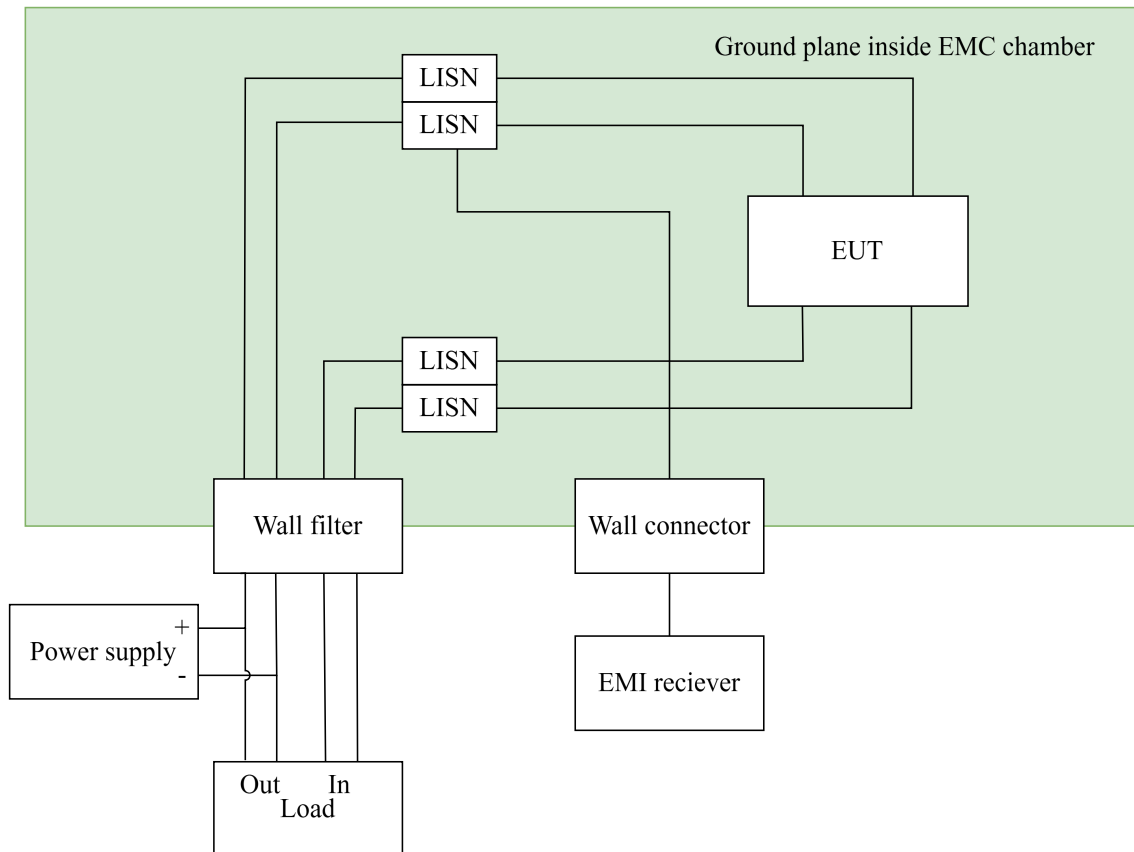 Ground plane inside EMC chamber
LISN
LISN
EUT
LISN
LISN
Wall filter
Wall connector
+
Power supply
-
EMI reciever
Out In
Load